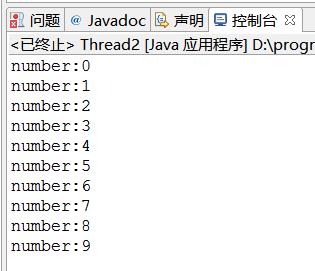 问题 @ Javadoc 声明 控制台
<已终止> Thread2 [Java 应用程序] D:\progr
number:0
number:1
number:2
number:3
number:4
number:5
number:6
number:7
number:8
number:9